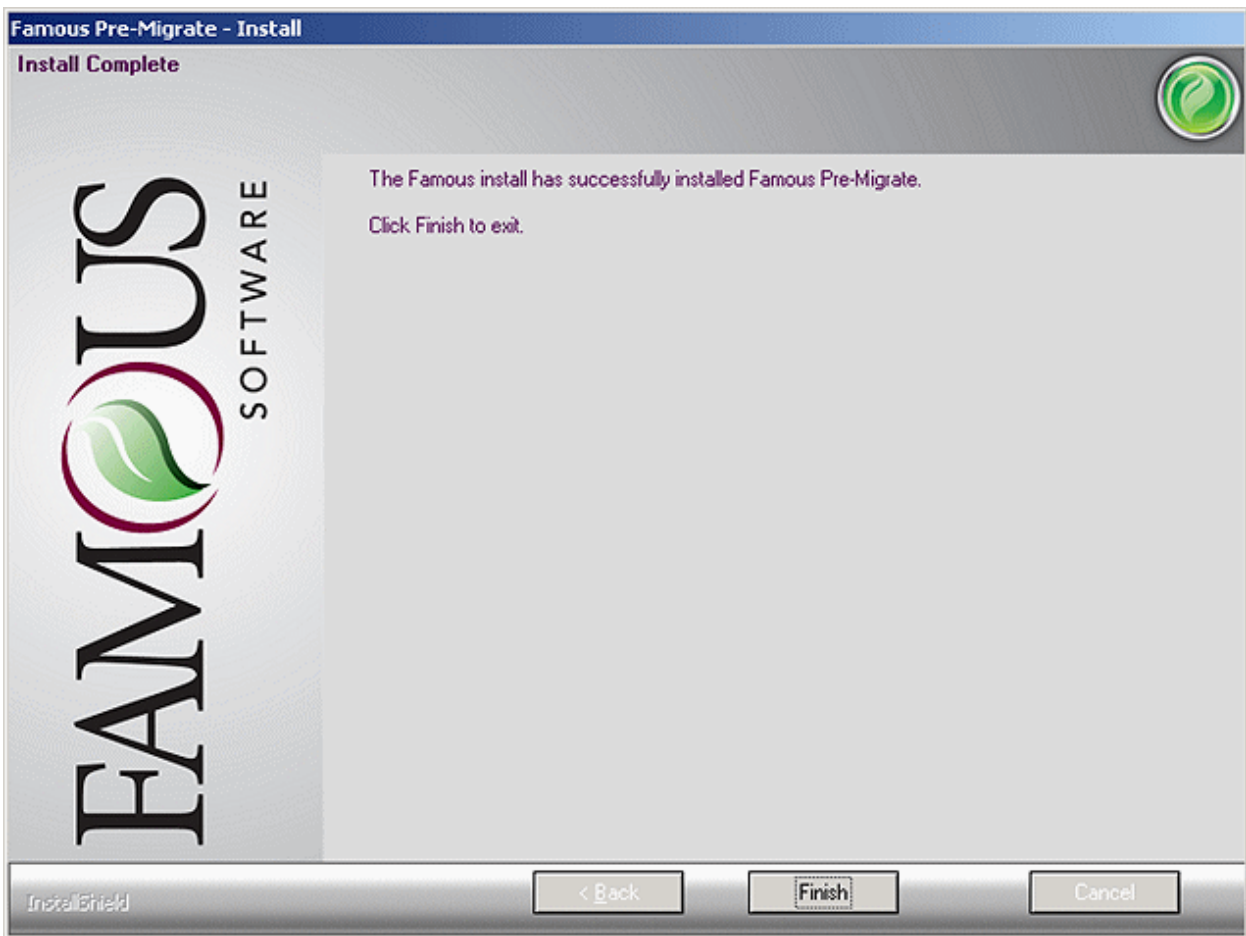 Famous Pre-Migrate - Install
Install Complete
The Famous install has successfully installed Famous Pre-Migrate.
Click Finish to exit.
FAMOUS
SOFTWARE
InstallShield
< Back
Finish
Cancel